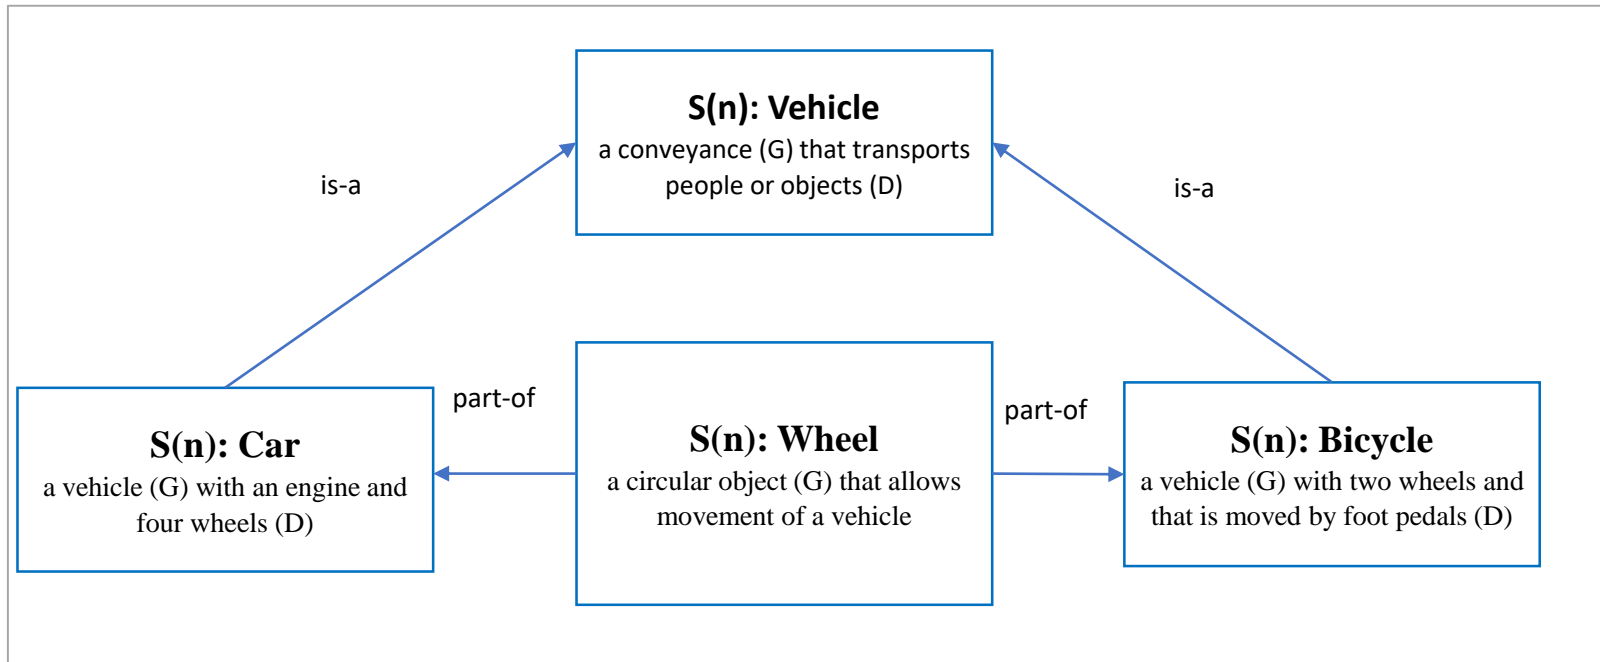 S(n): Vehicle
a conveyance (G) that transports
people or objects (D)
is-a
is-a
part-of
part-of
S(n): Car
a vehicle (G) with an engine and
four wheels (D)
S(n): Wheel
a circular object (G) that allows
movement of a vehicle
S(n): Bicycle
a vehicle (G) with two wheels and
that is moved by foot pedals (D)